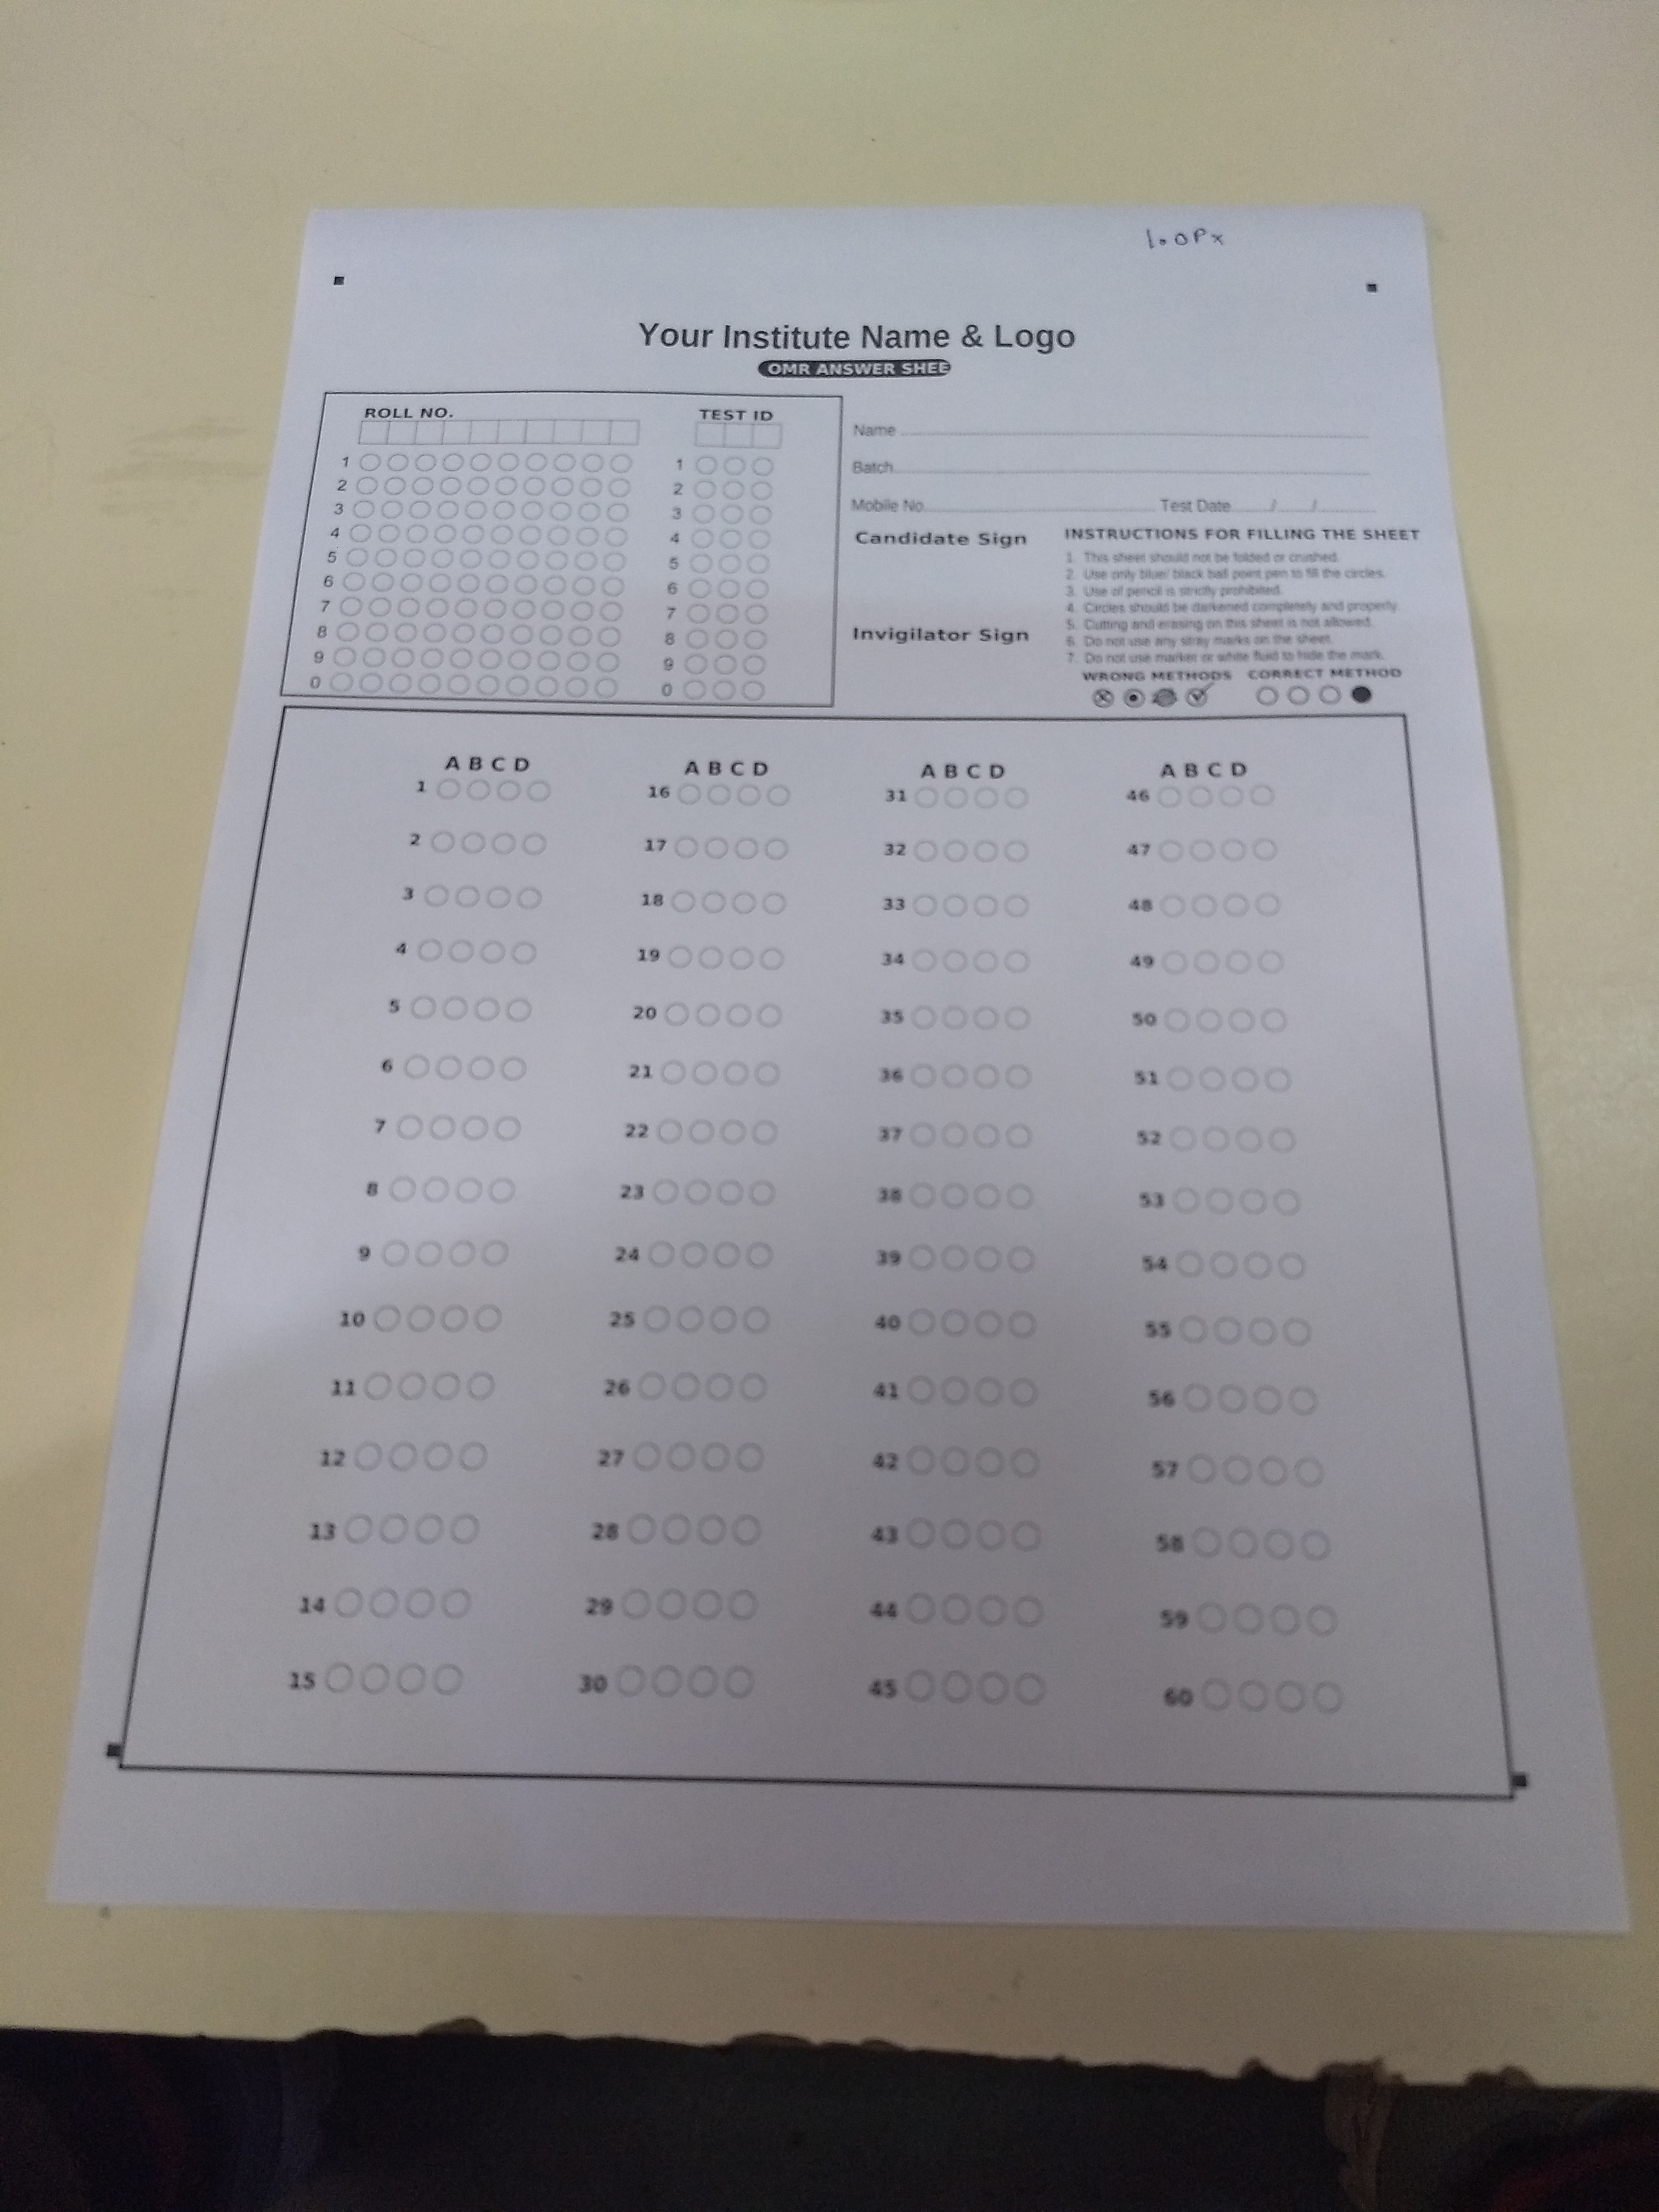 1.0Px
Your Institute Name & Logo
OMR ANSWER SHEE
ROLL NO.
TEST ID
1 1
2 2
3 3
4 4
5 5
6 6
7 7
8 8
9 9
0 0
Name
Batch
Mobile No. Test Date / /
Candidate Sign
Invigilator Sign
INSTRUCTIONS FOR FILLING THE SHEET
1. This sheet should not be folded or crushed.
2. Use only blue/ black ball point pen to fill the circles.
3. Use of pencil is strictly prohibited.
4. Circles should be darkened completely and properly.
5. Cutting and erasing on this sheet is not allowed.
6. Do not use any stray marks on the sheet.
7. Do not use marker or white fluid to hide the mark.
WRONG METHODS CORRECT METHOD
A B C D A B C D A B C D A B C D
1 16 31 46
2 17 32 47
3 18 33 48
4 19 34 49
5 20 35 50
6 21 36 51
7 22 37 52
8 23 38 53
9 24 39 54
10 25 40 55
11 26 41 56
12 27 42 57
13 28 43 58
14 29 44 59
15 30 45 60